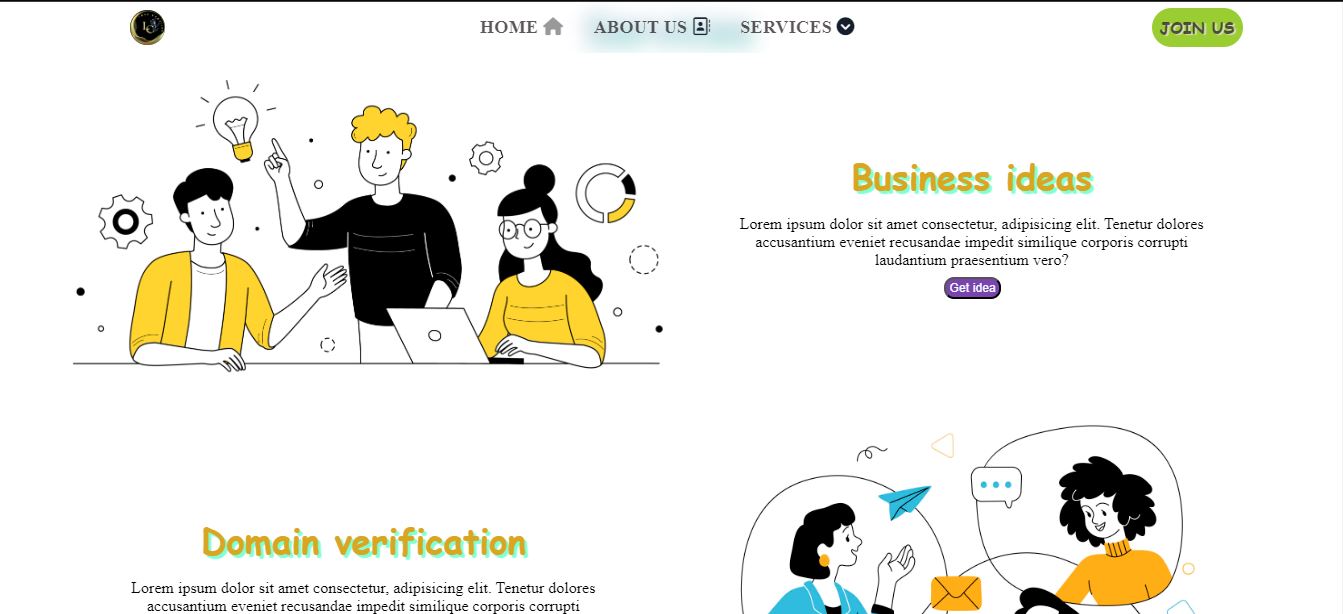 HOME
ABOUT US
SERVICES
JOIN US
Business ideas
Lorem ipsum dolor sit amet consectetur, adipisicing elit. Tenetur dolores
accusantium eveniet recusandae impedit similique corporis corrupti
laudantium praesentium vero?
Get idea
Domain verification
Lorem ipsum dolor sit amet consectetur, adipisicing elit. Tenetur dolores
accusantium eveniet recusandae impedit similique corporis corrupti